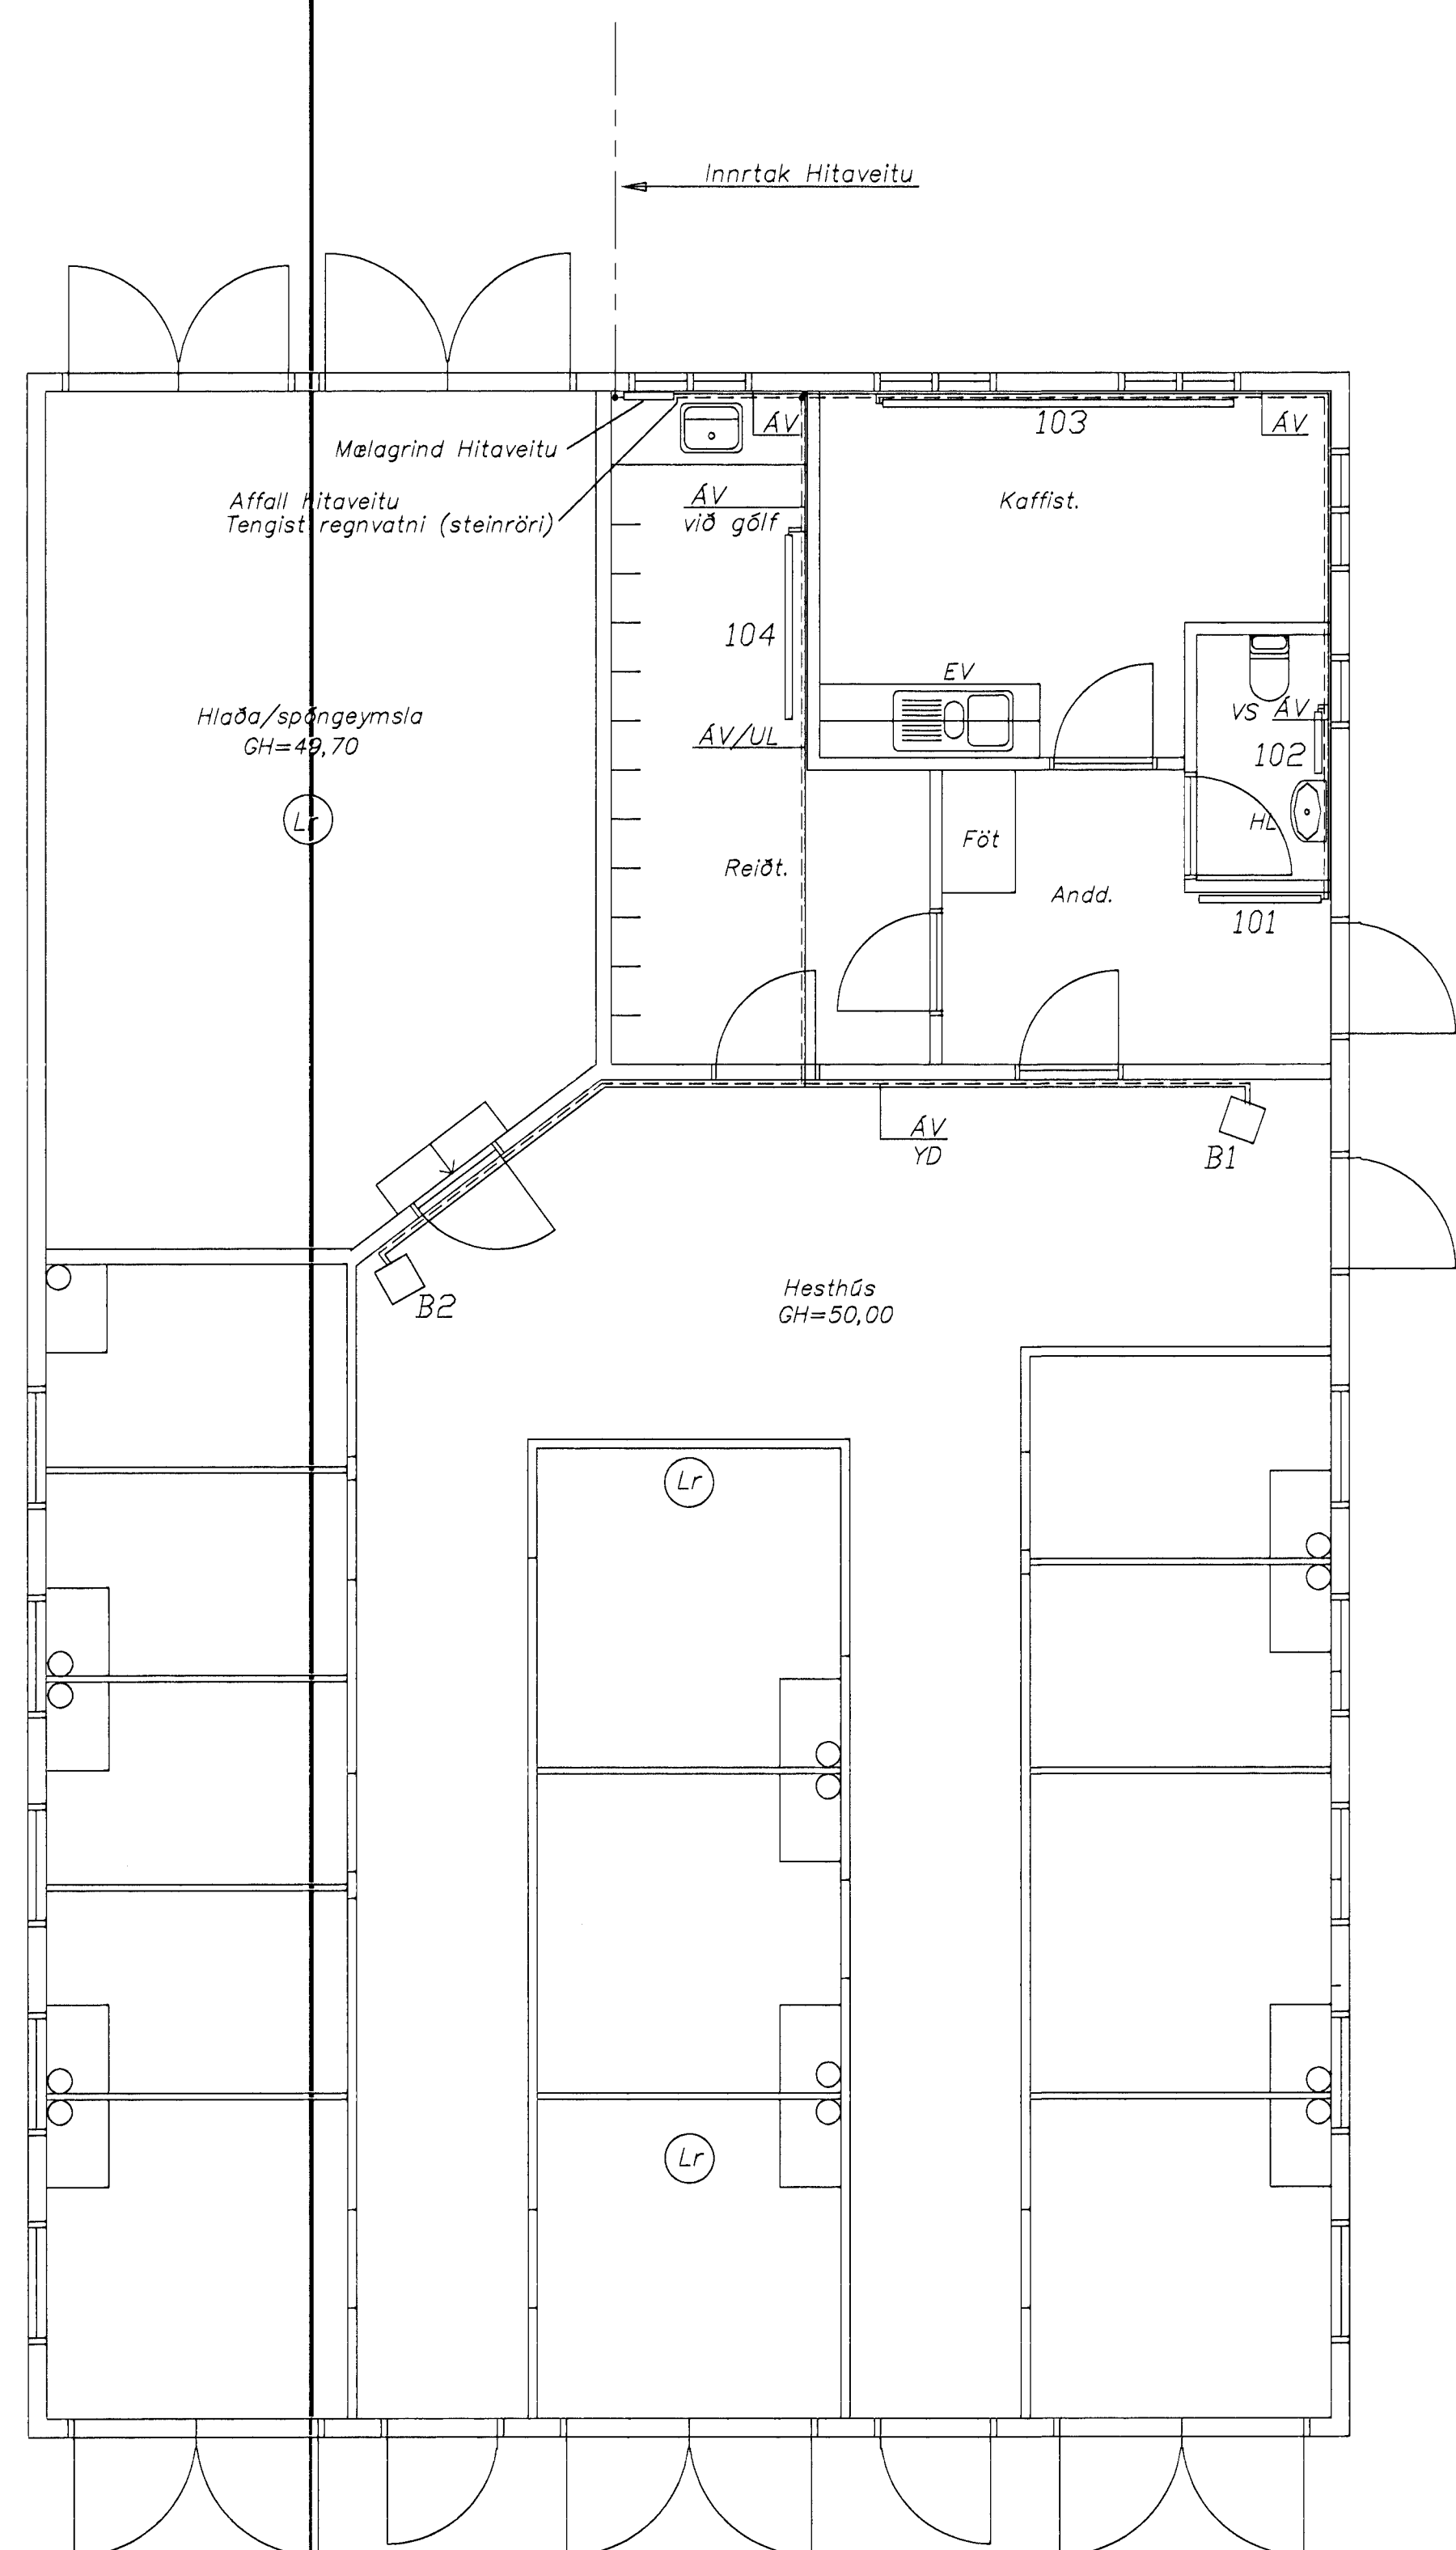 Innrtak Hitaveitu
Mælagrind Hitaveitu
Affall hitaveitu
Tengist regnvatni (steinröri)
ÁV
103
ÁV
ÁV
við gólf
Kaffist.
104
EV
VS ÁV
102
Hlaða/spóngeymsla
GH=49,70
ÁV/UL
Lr
HL
Föt
Reiðt.
Andd.
101
ÁV
YD
B1
B2
Hesthús
GH=50,00
Lr
Lr